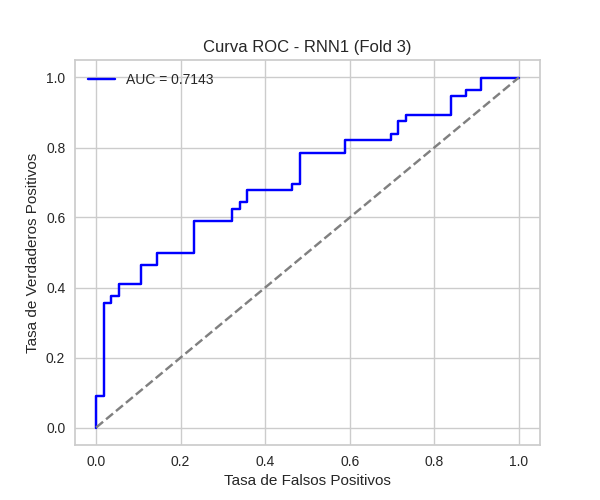 Curva ROC - RNN1 (Fold 3)
AUC = 0.7143
1.0
0.8
0.6
0.4
0.2
0.0
Tasa de Verdaderos Positivos
0.0 0.2 0.4 0.6 0.8 1.0
Tasa de Falsos Positivos